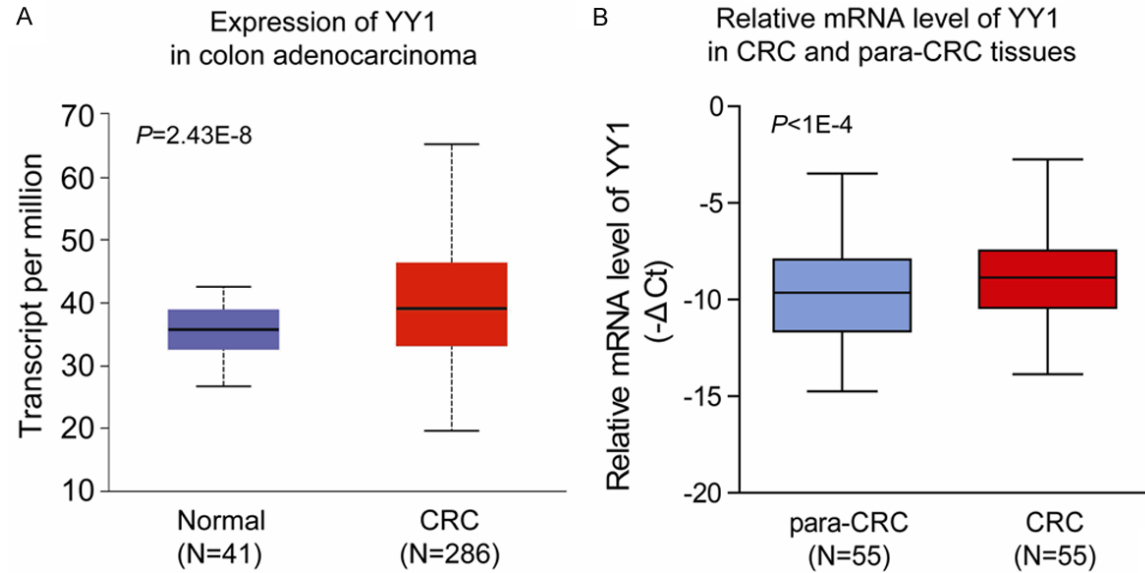 A
Expression of YY1
in colon adenocarcinoma
Transcript per million
70
60
50
40
30
20
10
P=2.43E-8
Normal
(N=41)
CRC
(N=286)
B
Relative mRNA level of YY1
in CRC and para-CRC tissues
Relative mRNA level of YY1
(-ΔCt)
0
-5
-10
-15
-20
P<1E-4
para-CRC
(N=55)
CRC
(N=55)